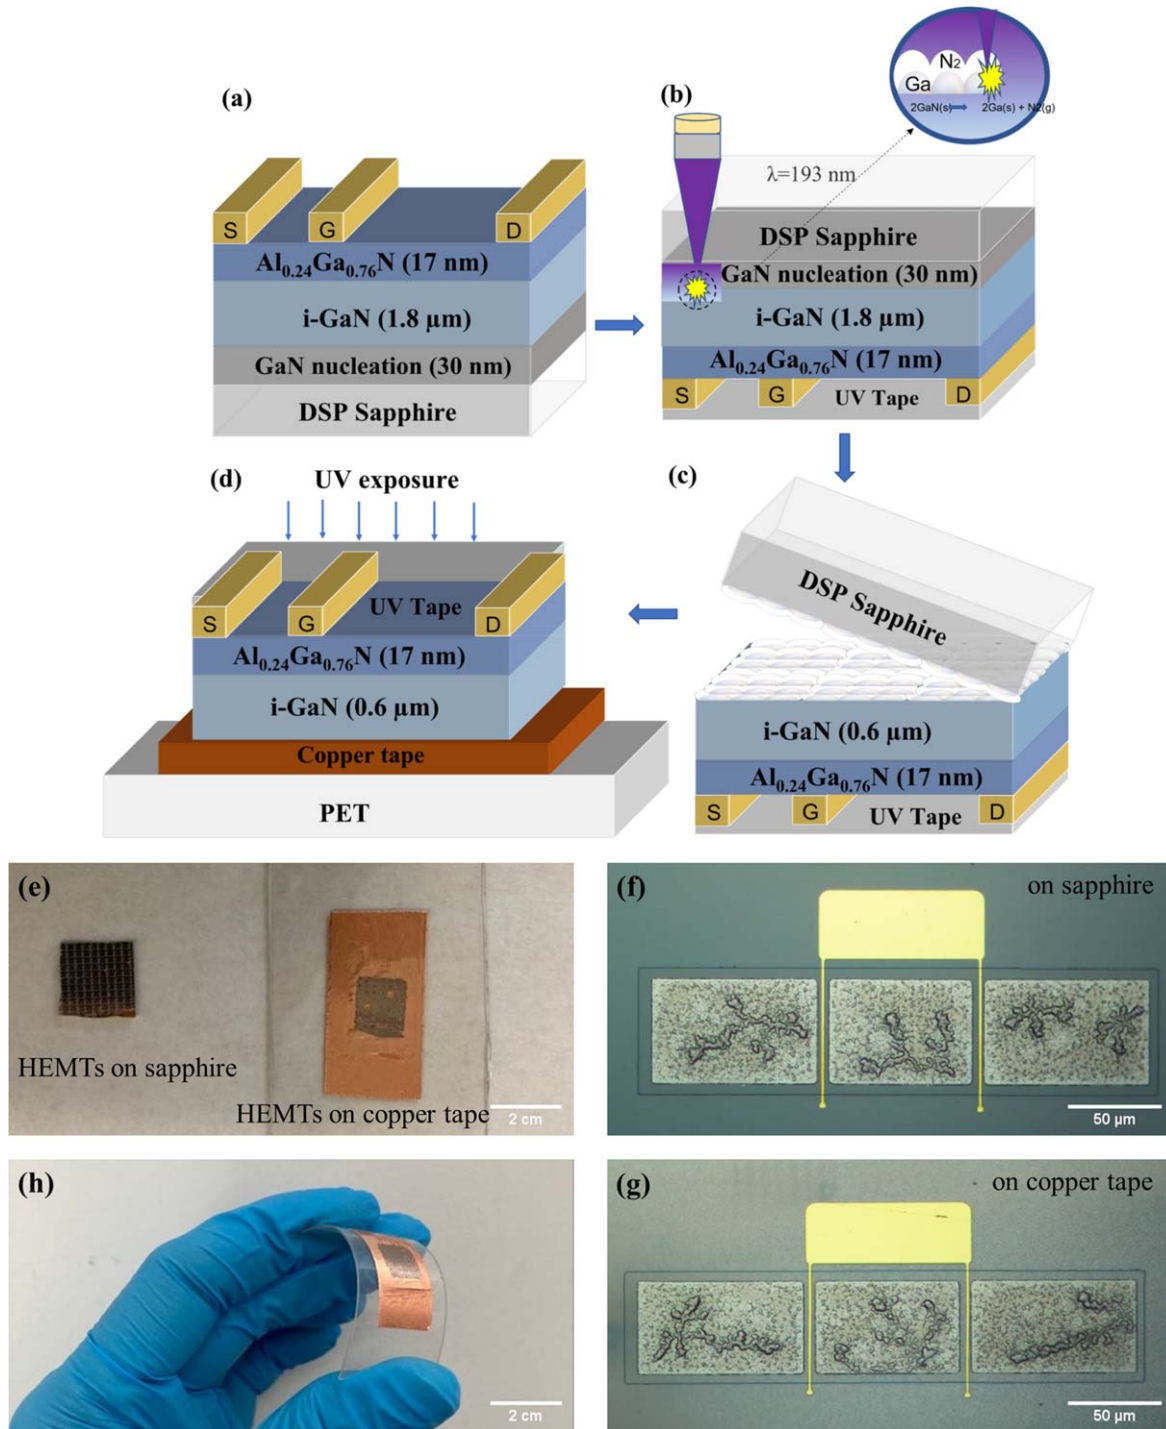 (a)
S G D
Al₀.₂₄Ga₀.₇₆N (17 nm)
i-GaN (1.8 μm)
GaN nucleation (30 nm)
DSP Sapphire
(b)
N₂
Ga
2GaN(s) 2Ga(s) + N2(g)
λ=193 nm
DSP Sapphire
GaN nucleation (30 nm)
i-GaN (1.8 μm)
Al₀.₂₄Ga₀.₇₆N (17 nm)
S G UV Tape D
(c)
DSP Sapphire
i-GaN (0.6 μm)
Al₀.₂₄Ga₀.₇₆N (17 nm)
S G UV Tape D
(d)
UV exposure
UV Tape
S G D
Al₀.₂₄Ga₀.₇₆N (17 nm)
i-GaN (0.6 μm)
Copper tape
PET
(e)
HEMTs on sapphire
HEMTs on copper tape
2 cm
(f)
on sapphire
50 μm
(h)
2 cm
(g)
on copper tape
50 μm